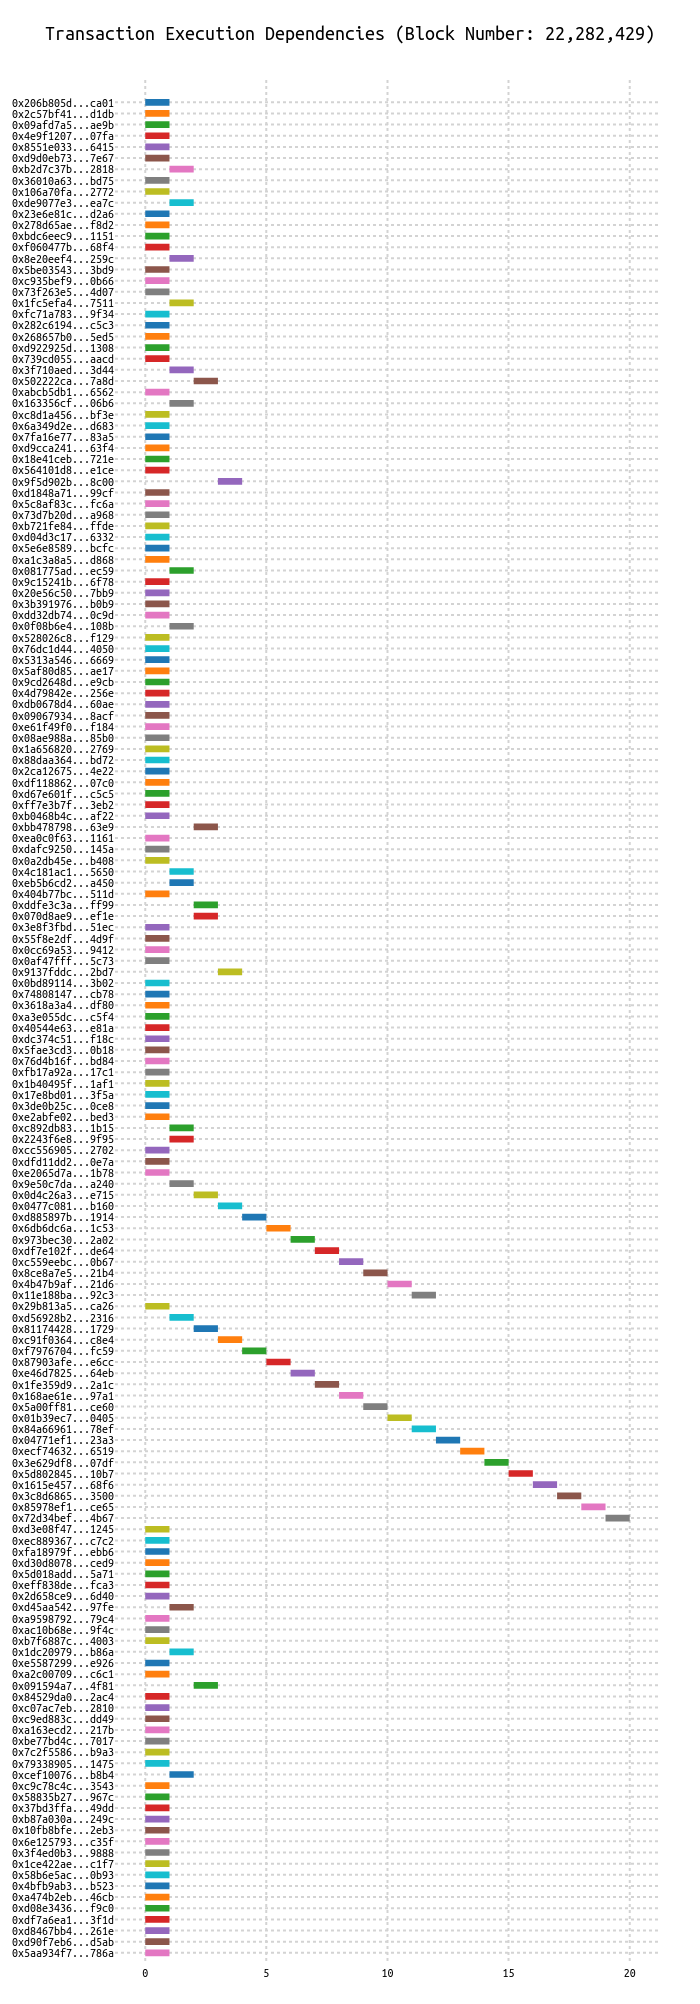 Transaction Execution Dependencies (Block Number: 22,282,429)
0x206b805d...ca01
0x2c57bf41...d1db
0x09afd7a5...ae9b
0x4e9f1207...07fa
0x8551e033...6415
0xd9d0eb73...7e67
0xb2d7c37b...2818
0x36010a63...bd75
0x106a70fa...2772
0xde9077e3...ea7c
0x23e6e81c...d2a6
0x278d65ae...f8d2
0xbdc6eec9...1151
0xf060477b...68f4
0x8e20eef4...259c
0x5be03543...3bd9
0xc935bef9...0b66
0x73f263e5...4d07
0x1fc5efa4...7511
0xfc71a783...9f34
0x282c6194...c5c3
0x268657b0...5ed5
0xd922925d...1308
0x739cd055...aacd
0x3f710aed...3d44
0x502222ca...7a8d
0xabcb5db1...6562
0x163356cf...06b6
0xc8d1a456...bf3e
0x6a349d2e...d683
0x7fa16e77...83a5
0xd9cca241...63f4
0x18e41ceb...721e
0x564101d8...e1ce
0x9f5d902b...8c00
0xd1848a71...99cf
0x5c8af83c...fc6a
0x73d7b20d...a968
0xb721fe84...ffde
0xd04d3c17...6332
0x5e6e8589...bcfc
0xa1c3a8a5...d868
0x081775ad...ec59
0x9c15241b...6f78
0x20e56c50...7bb9
0x3b391976...b0b9
0xdd32db74...0c9d
0x0f08b6e4...108b
0x528026c8...f129
0x76dc1d44...4050
0x5313a546...6669
0x5af80d85...ae17
0x9cd2648d...e9cb
0x4d79842e...256e
0xdb0678d4...60ae
0x09067934...8acf
0xe61f49f0...f184
0x08ae988a...85b0
0x1a656820...2769
0x88daa364...bd72
0x2ca12675...4e22
0xdf118862...07c0
0xd67e601f...c5c5
0xff7e3b7f...3eb2
0xb0468b4c...af22
0xbb478798...63e9
0xea0c0f63...1161
0xdafc9250...145a
0x0a2db45e...b408
0x4c181ac1...5650
0xeb5b6cd2...a450
0x404b77bc...511d
0xddfe3c3a...ff99
0x070d8ae9...ef1e
0x3e8f3fbd...51ec
0x55f8e2df...4d9f
0x0cc69a53...9412
0x0af47fff...5c73
0x9137fddc...2bd7
0x0bd89114...3b02
0x74808147...cb78
0x3618a3a4...df80
0xa3e055dc...c5f4
0x40544e63...e81a
0xdc374c51...f18c
0x5fae3cd3...0b18
0x76d4b16f...bd84
0xfb17a92a...17c1
0x1b40495f...1af1
0x17e8bd01...3f5a
0x3de0b25c...0ce8
0xe2abfe02...bed3
0xc892db83...1b15
0x2243f6e8...9f95
0xcc556905...2702
0xdfd11dd2...0e7a
0xe2065d7a...1b78
0x9e50c7da...a240
0x0d4c26a3...e715
0x0477c081...b160
0xd885897b...1914
0x6db6dc6a...1c53
0x973bec30...2a02
0xdf7e102f...de64
0xc559eebc...0b67
0x8ce8a7e5...21b4
0x4b47b9af...21d6
0x11e188ba...92c3
0x29b813a5...ca26
0xd56928b2...2316
0x81174428...1729
0xc91f0364...c8e4
0xf7976704...fc59
0x87903afe...e6cc
0xe46d7825...64eb
0x1fe359d9...2a1c
0x168ae61e...97a1
0x5a00ff81...ce60
0x01b39ec7...0405
0x84a66961...78ef
0x04771ef1...23a3
0xecf74632...6519
0x3e629df8...07df
0x5d802845...10b7
0x1615e457...68f6
0x3c8d6865...3500
0x85978ef1...ce65
0x72d34bef...4b67
0xd3e08f47...1245
0xec889367...c7c2
0xfa18979f...ebb6
0xd30d8078...ced9
0x5d018add...5a71
0xeff838de...fca3
0x2d658ce9...6d40
0xd45aa542...97fe
0xa9598792...79c4
0xac10b68e...9f4c
0xb7f6887c...4003
0x1dc20979...b86a
0xe5587299...e926
0xa2c00709...c6c1
0x091594a7...4f81
0x84529da0...2ac4
0xc07ac7eb...2810
0xc9ed883c...dd49
0xa163ecd2...217b
0xbe77bd4c...7017
0x7c2f5586...b9a3
0x79338905...1475
0xcef10076...b8b4
0xc9c78c4c...3543
0x58835b27...967c
0x37bd3ffa...49dd
0xb87a030a...249c
0x10fb8bfe...2eb3
0x6e125793...c35f
0x3f4ed0b3...9888
0x1ce422ae...c1f7
0x58b6e5ac...0b93
0x4bfb9ab3...b523
0xa474b2eb...46cb
0xd08e3436...f9c0
0xdf7a6ea1...3f1d
0xd8467bb4...261e
0xd90f7eb6...d5ab
0x5aa934f7...786a
0 5 10 15 20